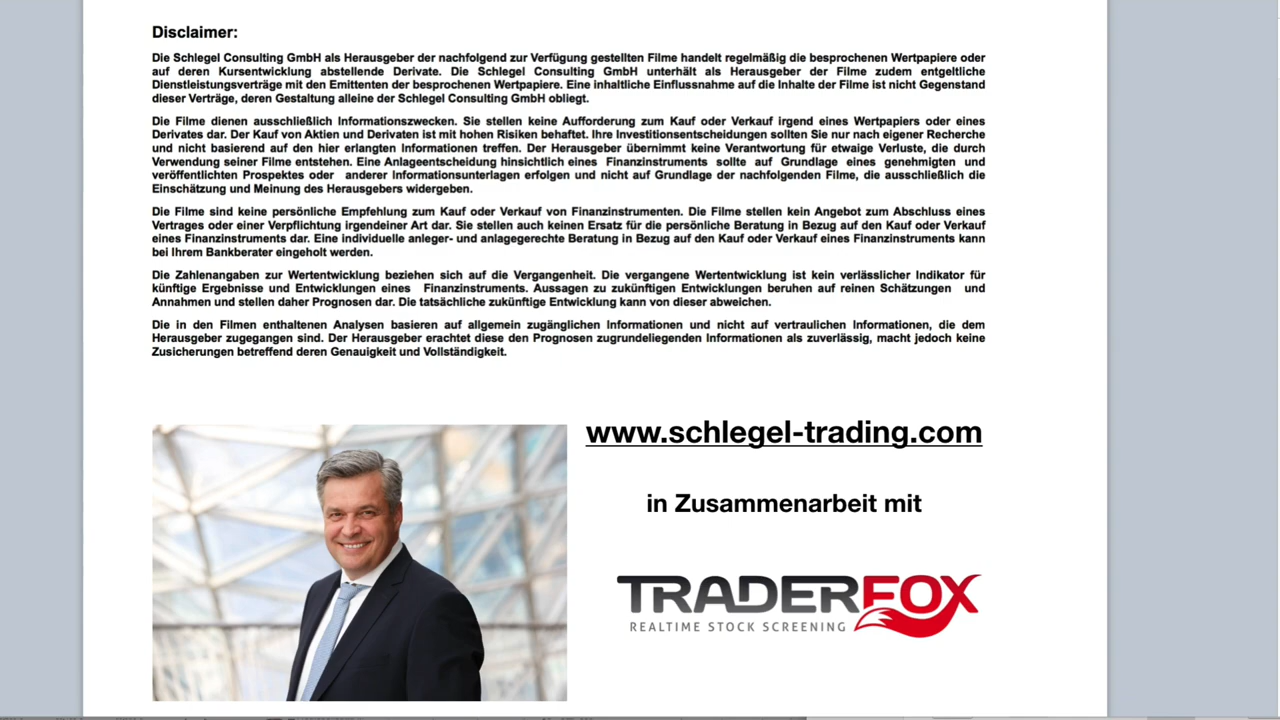 Disclaimer:
Die Schlegel Consulting GmbH als Herausgeber der nachfolgend zur Verfügung gestellten Filme handelt regelmäßig die besprochenen Wertpapiere oder
auf deren Kursentwicklung abstellende Derivate. Die Schlegel Consulting GmbH unterhält als Herausgeber der Filme zudem entgeltliche
Dienstleistungsverträge mit den Emittenten der besprochenen Wertpapiere. Eine inhaltliche Einflussnahme auf die Inhalte der Filme ist nicht Gegenstand
dieser Verträge, deren Gestaltung alleine der Schlegel Consulting GmbH obliegt.
Die Filme dienen ausschließlich Informationszwecken. Sie stellen keine Aufforderung zum Kauf oder Verkauf irgend eines Wertpapiers oder eines
Derivates dar. Der Kauf von Aktien und Derivaten ist mit hohen Risiken behaftet. Ihre Investitionsentscheidungen sollten Sie nur nach eigener Recherche
und nicht basierend auf den hier erlangten Informationen treffen. Der Herausgeber übernimmt keine Verantwortung für etwaige Verluste, die durch
Verwendung seiner Filme entstehen. Eine Anlageentscheidung hinsichtlich eines Finanzinstruments sollte auf Grundlage eines genehmigten und
veröffentlichten Prospektes oder anderer Informationsunterlagen erfolgen und nicht auf Grundlage der nachfolgenden Filme, die ausschließlich die
Einschätzung und Meinung des Herausgebers widergeben.
Die Filme sind keine persönliche Empfehlung zum Kauf oder Verkauf von Finanzinstrumenten. Die Filme stellen kein Angebot zum Abschluss eines
Vertrages oder einer Verpflichtung irgendeiner Art dar. Sie stellen auch keinen Ersatz für die persönliche Beratung in Bezug auf den Kauf oder Verkauf
eines Finanzinstruments dar. Eine individuelle anleger- und anlagegerechte Beratung in Bezug auf den Kauf oder Verkauf eines Finanzinstruments kann
bei Ihrem Bankberater eingeholt werden.
Die Zahlenangaben zur Wertentwicklung beziehen sich auf die Vergangenheit. Die vergangene Wertentwicklung ist kein verlässlicher Indikator für
künftige Ergebnisse und Entwicklungen eines Finanzinstruments. Aussagen zu zukünftigen Entwicklungen beruhen auf reinen Schätzungen und
Annahmen und stellen daher Prognosen dar. Die tatsächliche zukünftige Entwicklung kann von dieser abweichen.
Die in den Filmen enthaltenen Analysen basieren auf allgemein zugänglichen Informationen und nicht auf vertraulichen Informationen, die dem
Herausgeber zugegangen sind. Der Herausgeber erachtet diese den Prognosen zugrundeliegenden Informationen als zuverlässig, macht jedoch keine
Zusicherungen betreffend deren Genauigkeit und Vollständigkeit.
www.schlegel-trading.com
in Zusammenarbeit mit
TRADERFOX
REALTIME STOCK SCREENING